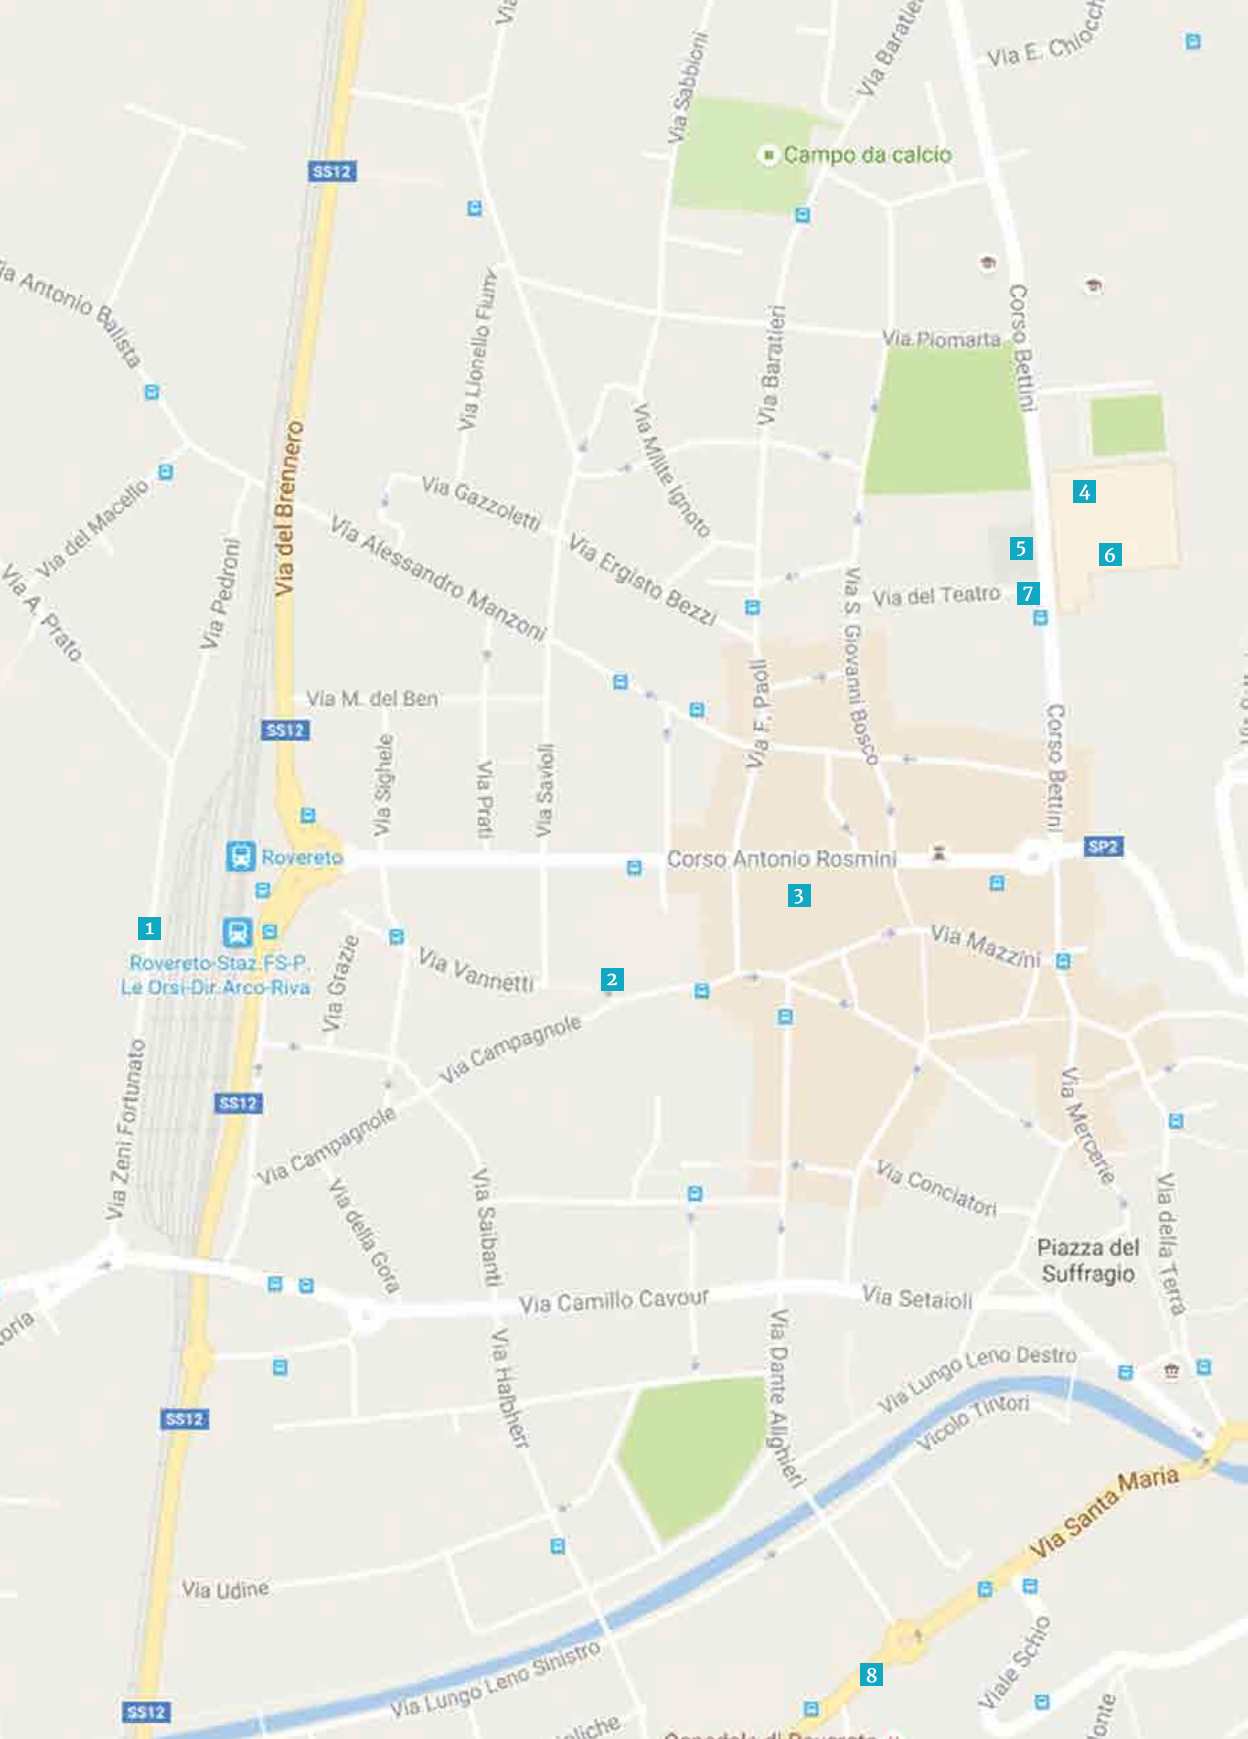 Via Sabbioni
Via Baratieri
Via E. Chiocch
Campo da calcio
SS12
Via Antonio Balista
Via Lionello Fiumi
Corso Bettini
Via Piomarta
Via Baratieri
Via del Brennero
Via Milite Ignoto
Via Gazzoletti
Via del Macello
4
Via Alessandro Manzoni
Via Ergisto Bezzi
5
6
Via A. Prato
Via Pedroni
Via S. Giovanni Bosco
Via del Teatro
7
Via M. del Ben
Via F. Paoli
SS12
Via Sighele
Via Prati
Via Savioli
Corso Bettini
Rovereto
Corso Antonio Rosmini
SP2
3
1
Rovereto-Staz.FS-P.
Le Orsi-Dir.Arco-Riva
Via Grazie
Via Vannetti
2
Via Mazzini
Via Campagnole
Via Zeni Fortunato
SS12
Via Campagnole
Via Mercerie
Via della Gora
Via Saibanti
Via Conciatori
Via della Terra
Piazza del
Suffragio
Via Camillo Cavour
Via Setaioli
oria
Via Halbherr
Via Dante Alighieri
Via Lungo Leno Destro
Vicolo Tintori
SS12
Via Santa Maria
Via Udine
Via Lungo Leno Sinistro
8
Viale Schio
SS12
oliche
onte
Ospedale di Rovereto